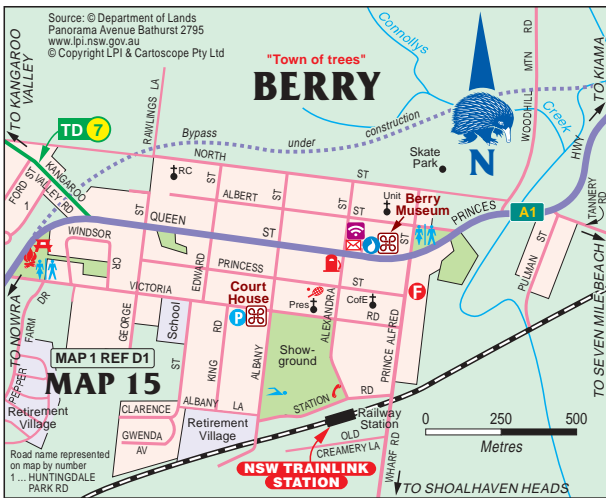 Source: © Department of Lands
Panorama Avenue Bathurst 2795
www.lpi.nsw.gov.au
© Copyright LPI & Cartoscope Pty Ltd
"Town of trees"
BERRY
Connollys
Creek
MTN RD
WOODHILL
TO KIAMA
HWY
TO KANGAROO
VALLEY
TD 7
RAWLINGS LA
Bypass under construction
NORTH ST
Skate
Park
KANGAROO
VALLEY RD
FORD ST
1
RC
ST
ALBERT ST
ST
Unit
Berry
Museum
PRINCES
A1
TANNERY
RD
QUEEN ST
ST
WINDSOR
CR
ST
EDWARD
PRINCESS ST
PULMAN ST
VICTORIA RD
Court
House
Pres
CofE
ALEXANDRA
F
P
TO NOWRA
FARM DR
PEPPER
GEORGE ST
School
KING RD
ALBANY
Show-
ground
PRINCE ALFRED
TO SEVEN MILE BEACH
MAP 1 REF D1
MAP 15
Retirement
Village
CLARENCE
GWENDA
AV
ALBANY LA
Retirement
Village
STATION RD
Railway
Station
OLD
CREAMERY LA
WHARF RD
0 250 500
Metres
Road name represented
on map by number
1 ... HUNTINGDALE
PARK RD
NSW TRAINLINK
STATION
TO SHOALHAVEN HEADS
N